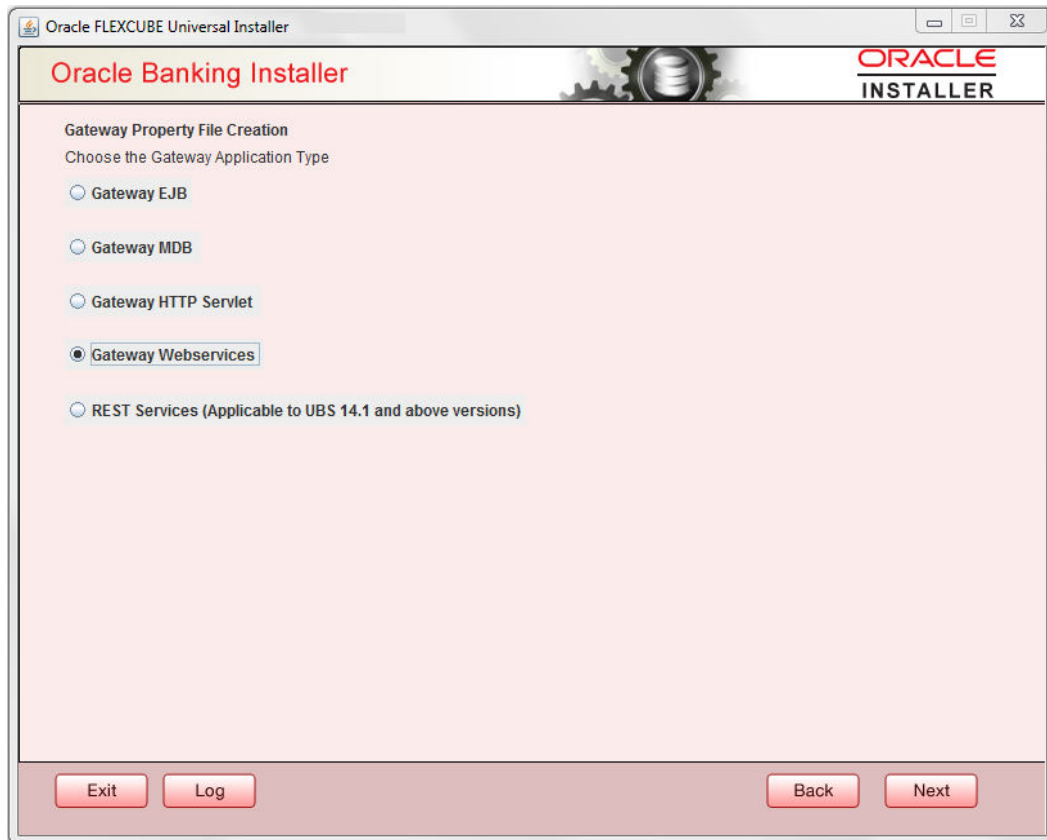 Oracle FLEXCUBE Universal Installer
Oracle Banking Installer
ORACLE
INSTALLER
Gateway Property File Creation
Choose the Gateway Application Type
Gateway EJB
Gateway MDB
Gateway HTTP Servlet
Gateway Webservices
REST Services (Applicable to UBS 14.1 and above versions)
Exit Log Back Next